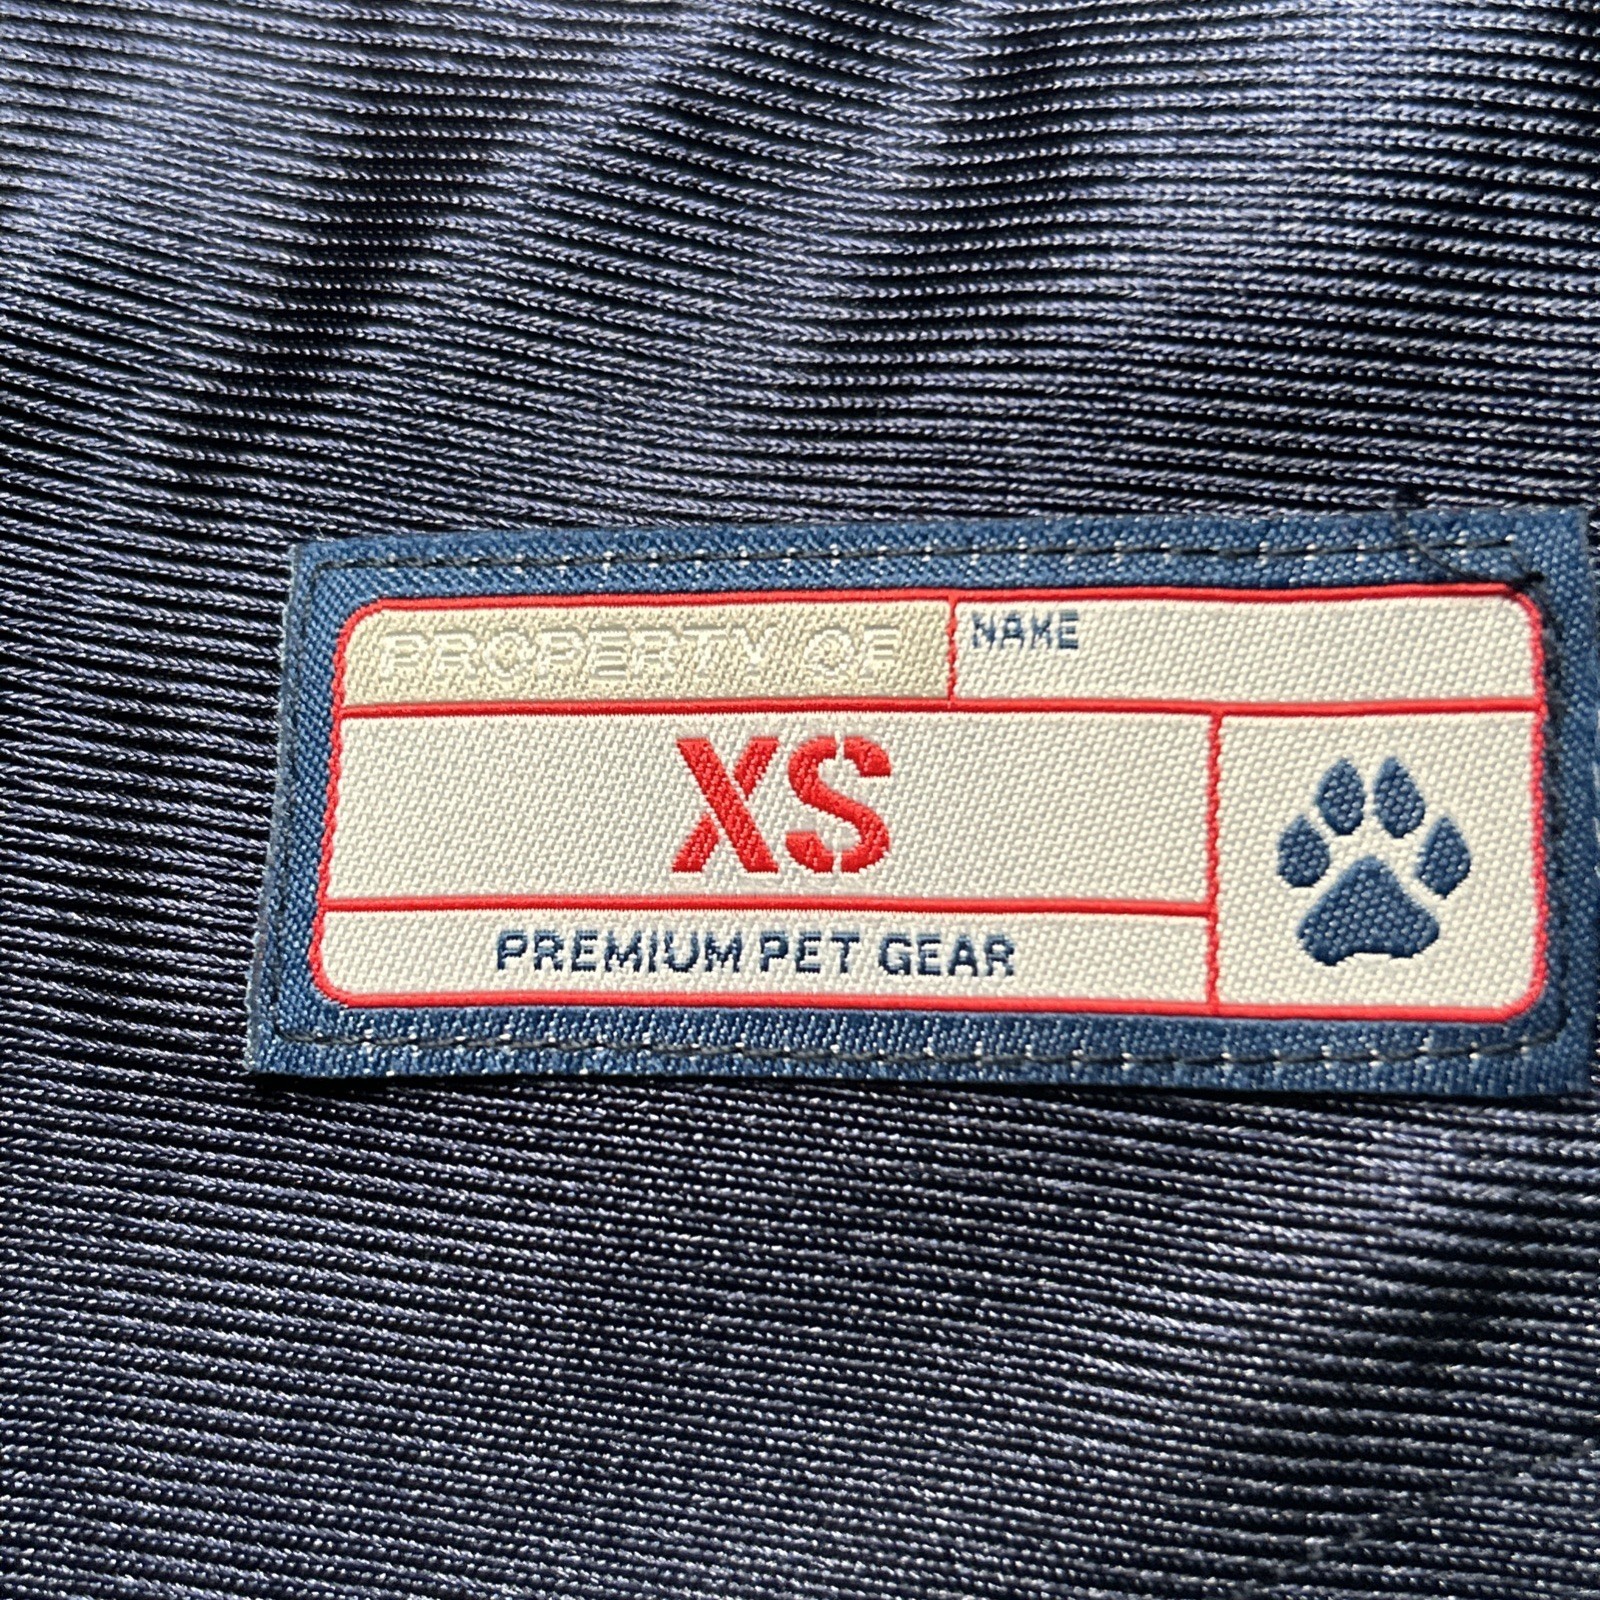 PROPERTY OF
NAME
XS
PREMIUM PET GEAR